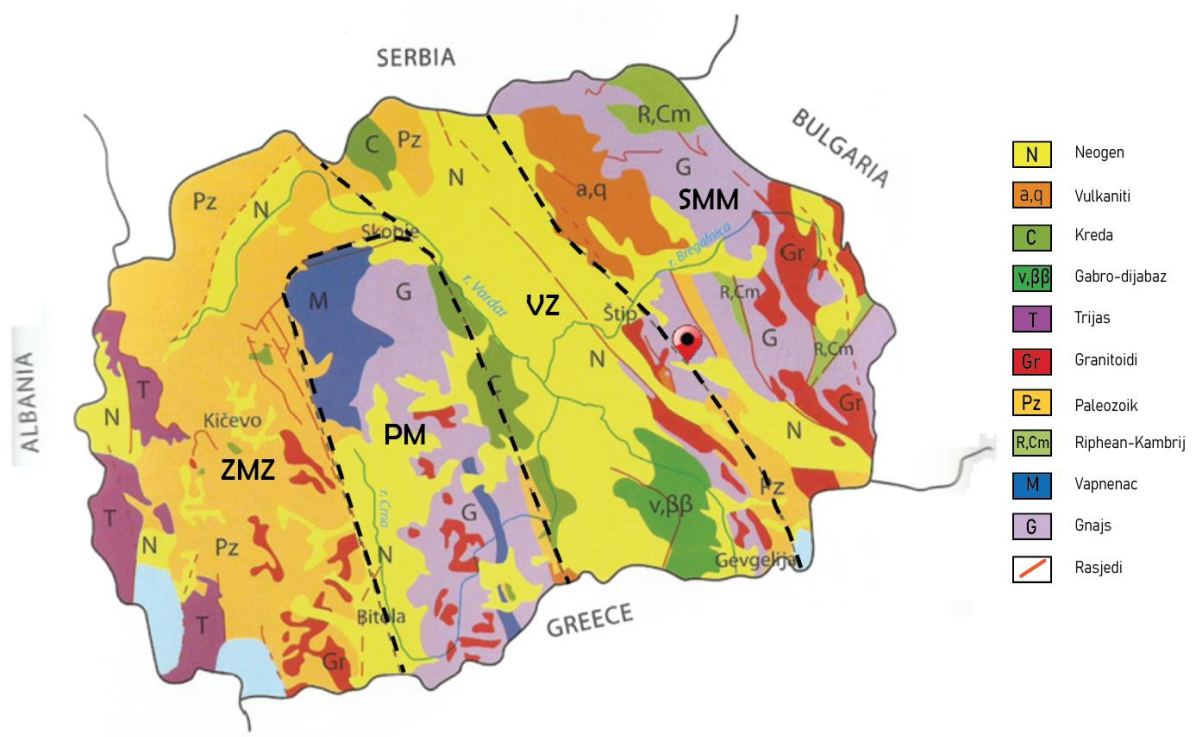 SERBIA
BULGARIA
ALBANIA
GREECE
R,Cm
C
Pz
N
G
a,q
SMM
Pz
N
Skopje
r. Bregalnica
Gr
M
G
r. Vardar
VZ
Štip
R,Cm
G
R,Cm
T
N
C
N
Kičevo
Gr
PM
N
ZMZ
T
r. Crna
G
v,ββ
Pz
N
Pz
N
Gevgelija
T
Bitola
Gr
N Neogen
a,q Vulkaniti
C Kreda
v,ββ Gabro-dijabaz
T Trijas
Gr Granitoidi
Pz Paleozoik
R,Cm Riphean-Kambrij
M Vapnenac
G Gnajs
Rasjedi